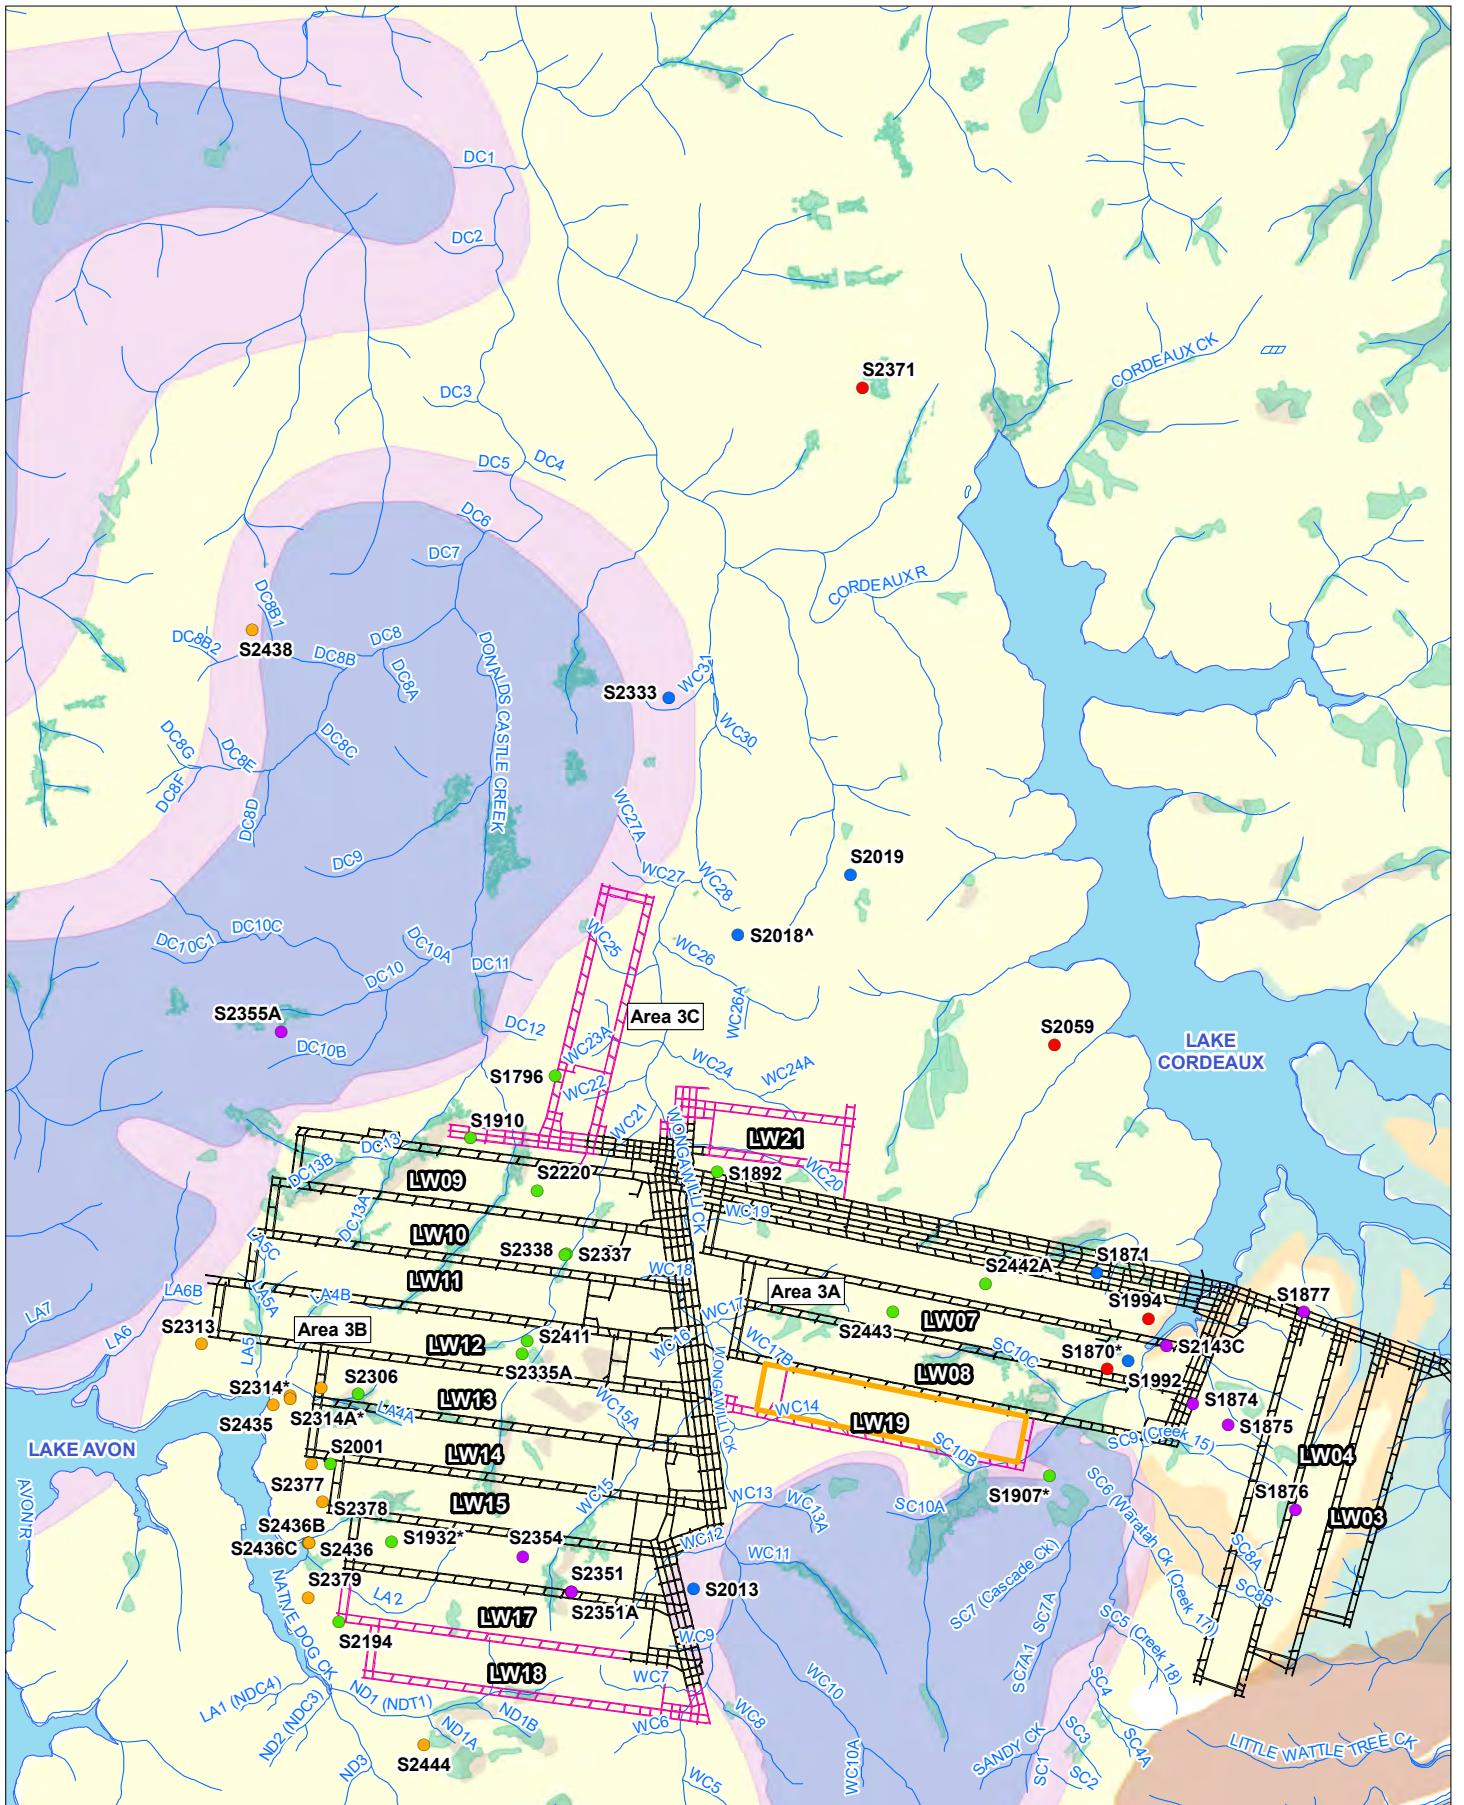 DC1
DC2
CORDEAUX CK
S2371
DC3
DC5
DC4
DC6
DC7
CORDEAUX R
DC8B1
DC8B2
S2438
DC8
DC8B
DC8A
DONALDS CASTLE CREEK
S2333
WC31
WC30
DC8G
DC8E
DC8C
DC8F
DC8D
WC27A
DC9
S2019
WC27
WC28
DC10C1
DC10C
DC10A
WC25
S2018^
WC26
DC11
DC10
S2355A
WC26A
Area 3C
DC12
DC10B
S2059
LAKE
CORDEAUX
WC23A
WC24
WC24A
S1796
WC22
WC21
S1910
WONGAWILLI CK
LW21
DC13
DC13B
S2220
LW09
S1892
WC20
DC13A
WC19
LW10
S2338
S2337
LA5C
LW11
WC18
S1871
S2442A
LA6B
LA5A
LA4B
Area 3A
S1877
LA7
LA6
S2313
Area 3B
WC17
S1994
S2443
LW07
LA5
LW12
S2411
WC16
WC17B
SC10C
S1870*
S2143C
S2335A
WONGAWILLI CK
LW08
S1992
S2314*
S2306
LW13
S1874
S2435
S2314A*
LA4A
WC15A
WC14
LW19
S1875
LAKE AVON
S2001
LW14
SC10B
SC9 (Creek 15)
LW04
S2377
AVON R
S2378
LW15
WC15
WC13
WC13A
SC10A
S1907*
SC6 (Waratah Ck (Creek 17))
S1876
LW03
S2436B
S2436C
S2436
S1932*
S2354
WC12
WC11
SC8A
SC7 (Cascade Ck)
S2379
NATIVE DOG CK
LA2
S2351
S2351A
S2013
SC8B
SC7A
SC5 (Creek 18)
LW17
S2194
WC9
SC7A1
LW18
WC7
WC10
SC4
LA1 (NDC4)
ND1 (NDT1)
ND2 (NDC3)
ND1B
ND1A
WC6
WC8
SC3
SC4A
SANDY CK
LITTLE WATTLE TREE CK
S2444
ND3
WC5
WC10A
SC1
SC2